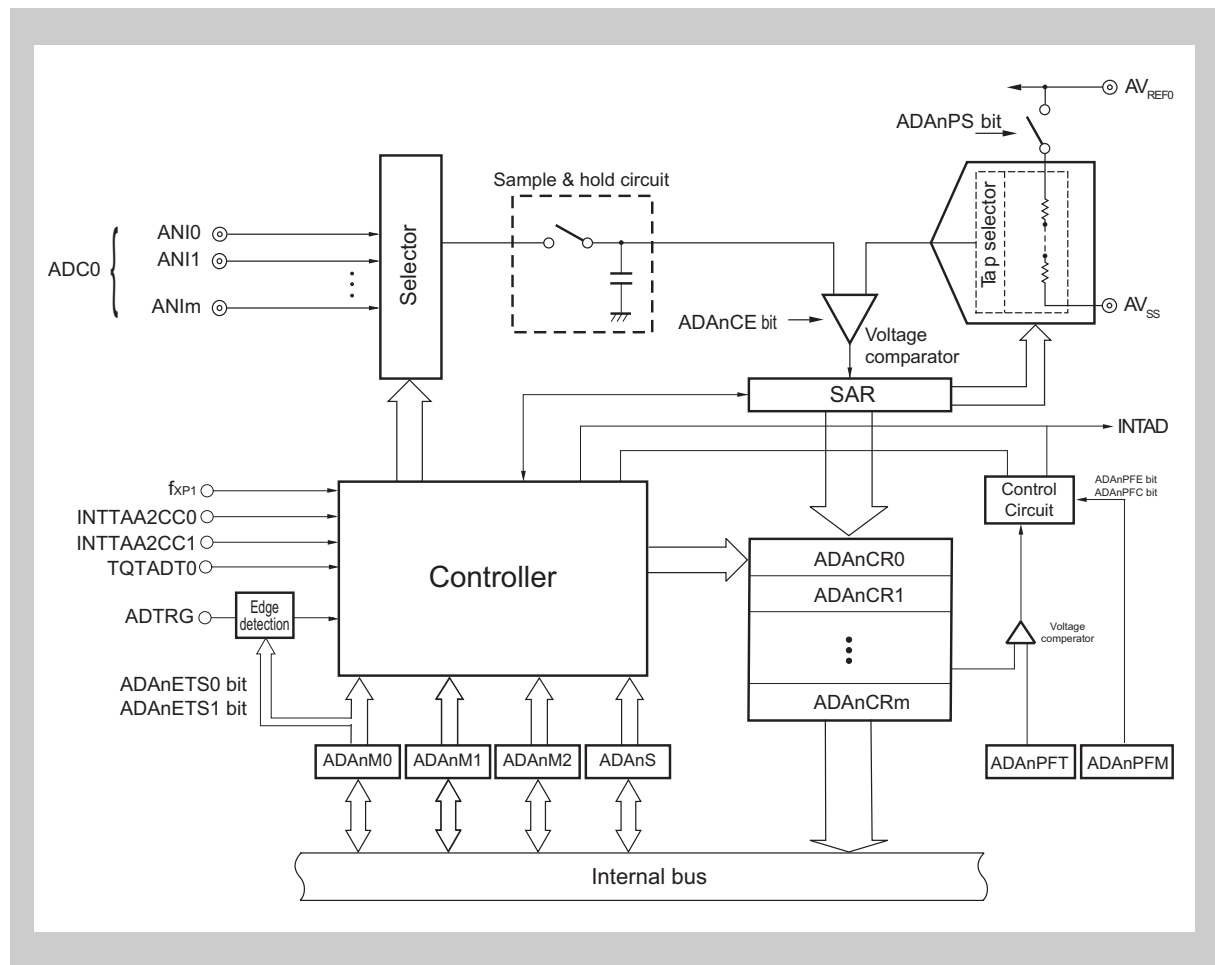 AVREF0
ADAnPS bit
Sample & hold circuit
Selector
Tap selector
ANI0
ANI1
ADC0
ANIm
AVSS
ADAnCE bit
Voltage
comparator
SAR
INTAD
fXP1
INTTAA2CC0
INTTAA2CC1
TQTADT0
ADTRG
Edge
detection
Controller
Control
Circuit
ADAnPFE bit
ADAnPFC bit
ADAnCR0
ADAnCR1
ADAnCRm
Voltage
comperator
ADAnETS0 bit
ADAnETS1 bit
ADAnM0
ADAnM1
ADAnM2
ADAnS
ADAnPFT
ADAnPFM
Internal bus